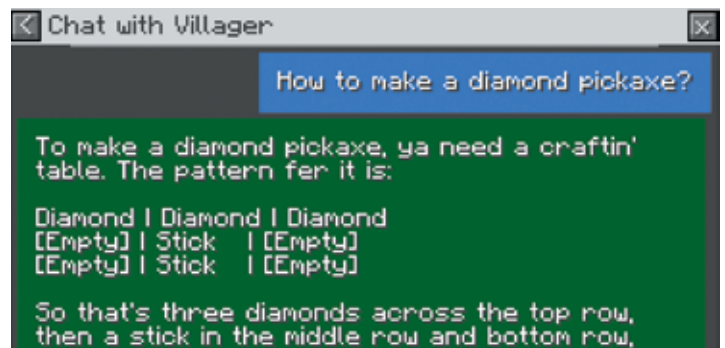 Chat with Villager
How to make a diamond pickaxe?
To make a diamond pickaxe, ya need a craftin'
table. The pattern fer it is:
Diamond | Diamond | Diamond
[Empty] | Stick | [Empty]
[Empty] | Stick | [Empty]
So that's three diamonds across the top row,
then a stick in the middle row and bottom row,